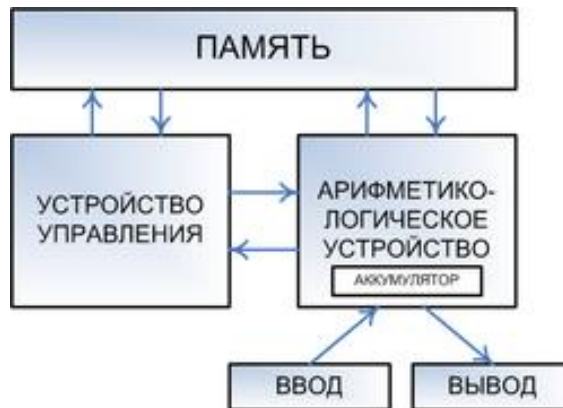 ПАМЯТЬ
УСТРОЙСТВО
УПРАВЛЕНИЯ
АРИФМЕТИКО-
ЛОГИЧЕСКОЕ
УСТРОЙСТВО
АККУМУЛЯТОР
ВВОД
ВЫВОД